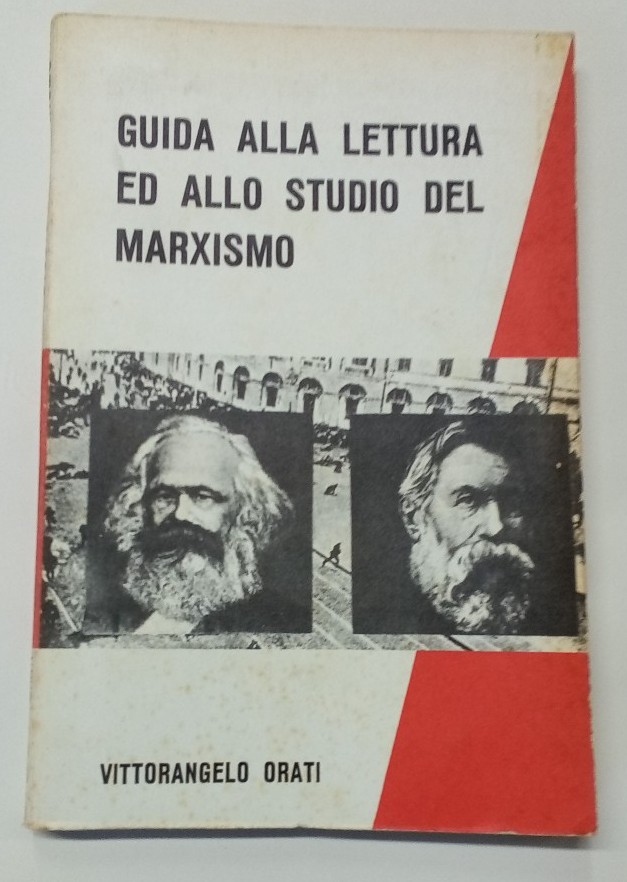 GUIDA ALLA LETTURA
ED ALLO STUDIO DEL
MARXISMO
VITTORANGELO ORATI